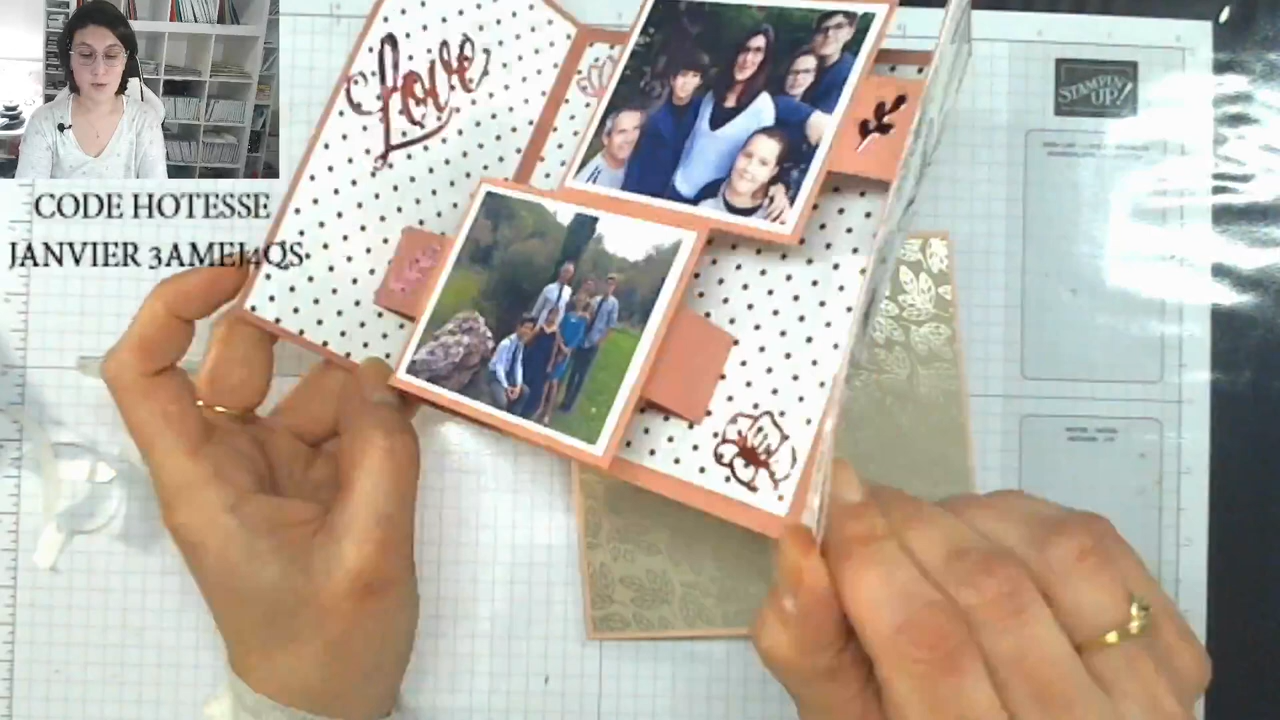 CODE HOTESSE
JANVIER 3AMEJ4QS
Love
STAMPIN'
UP!